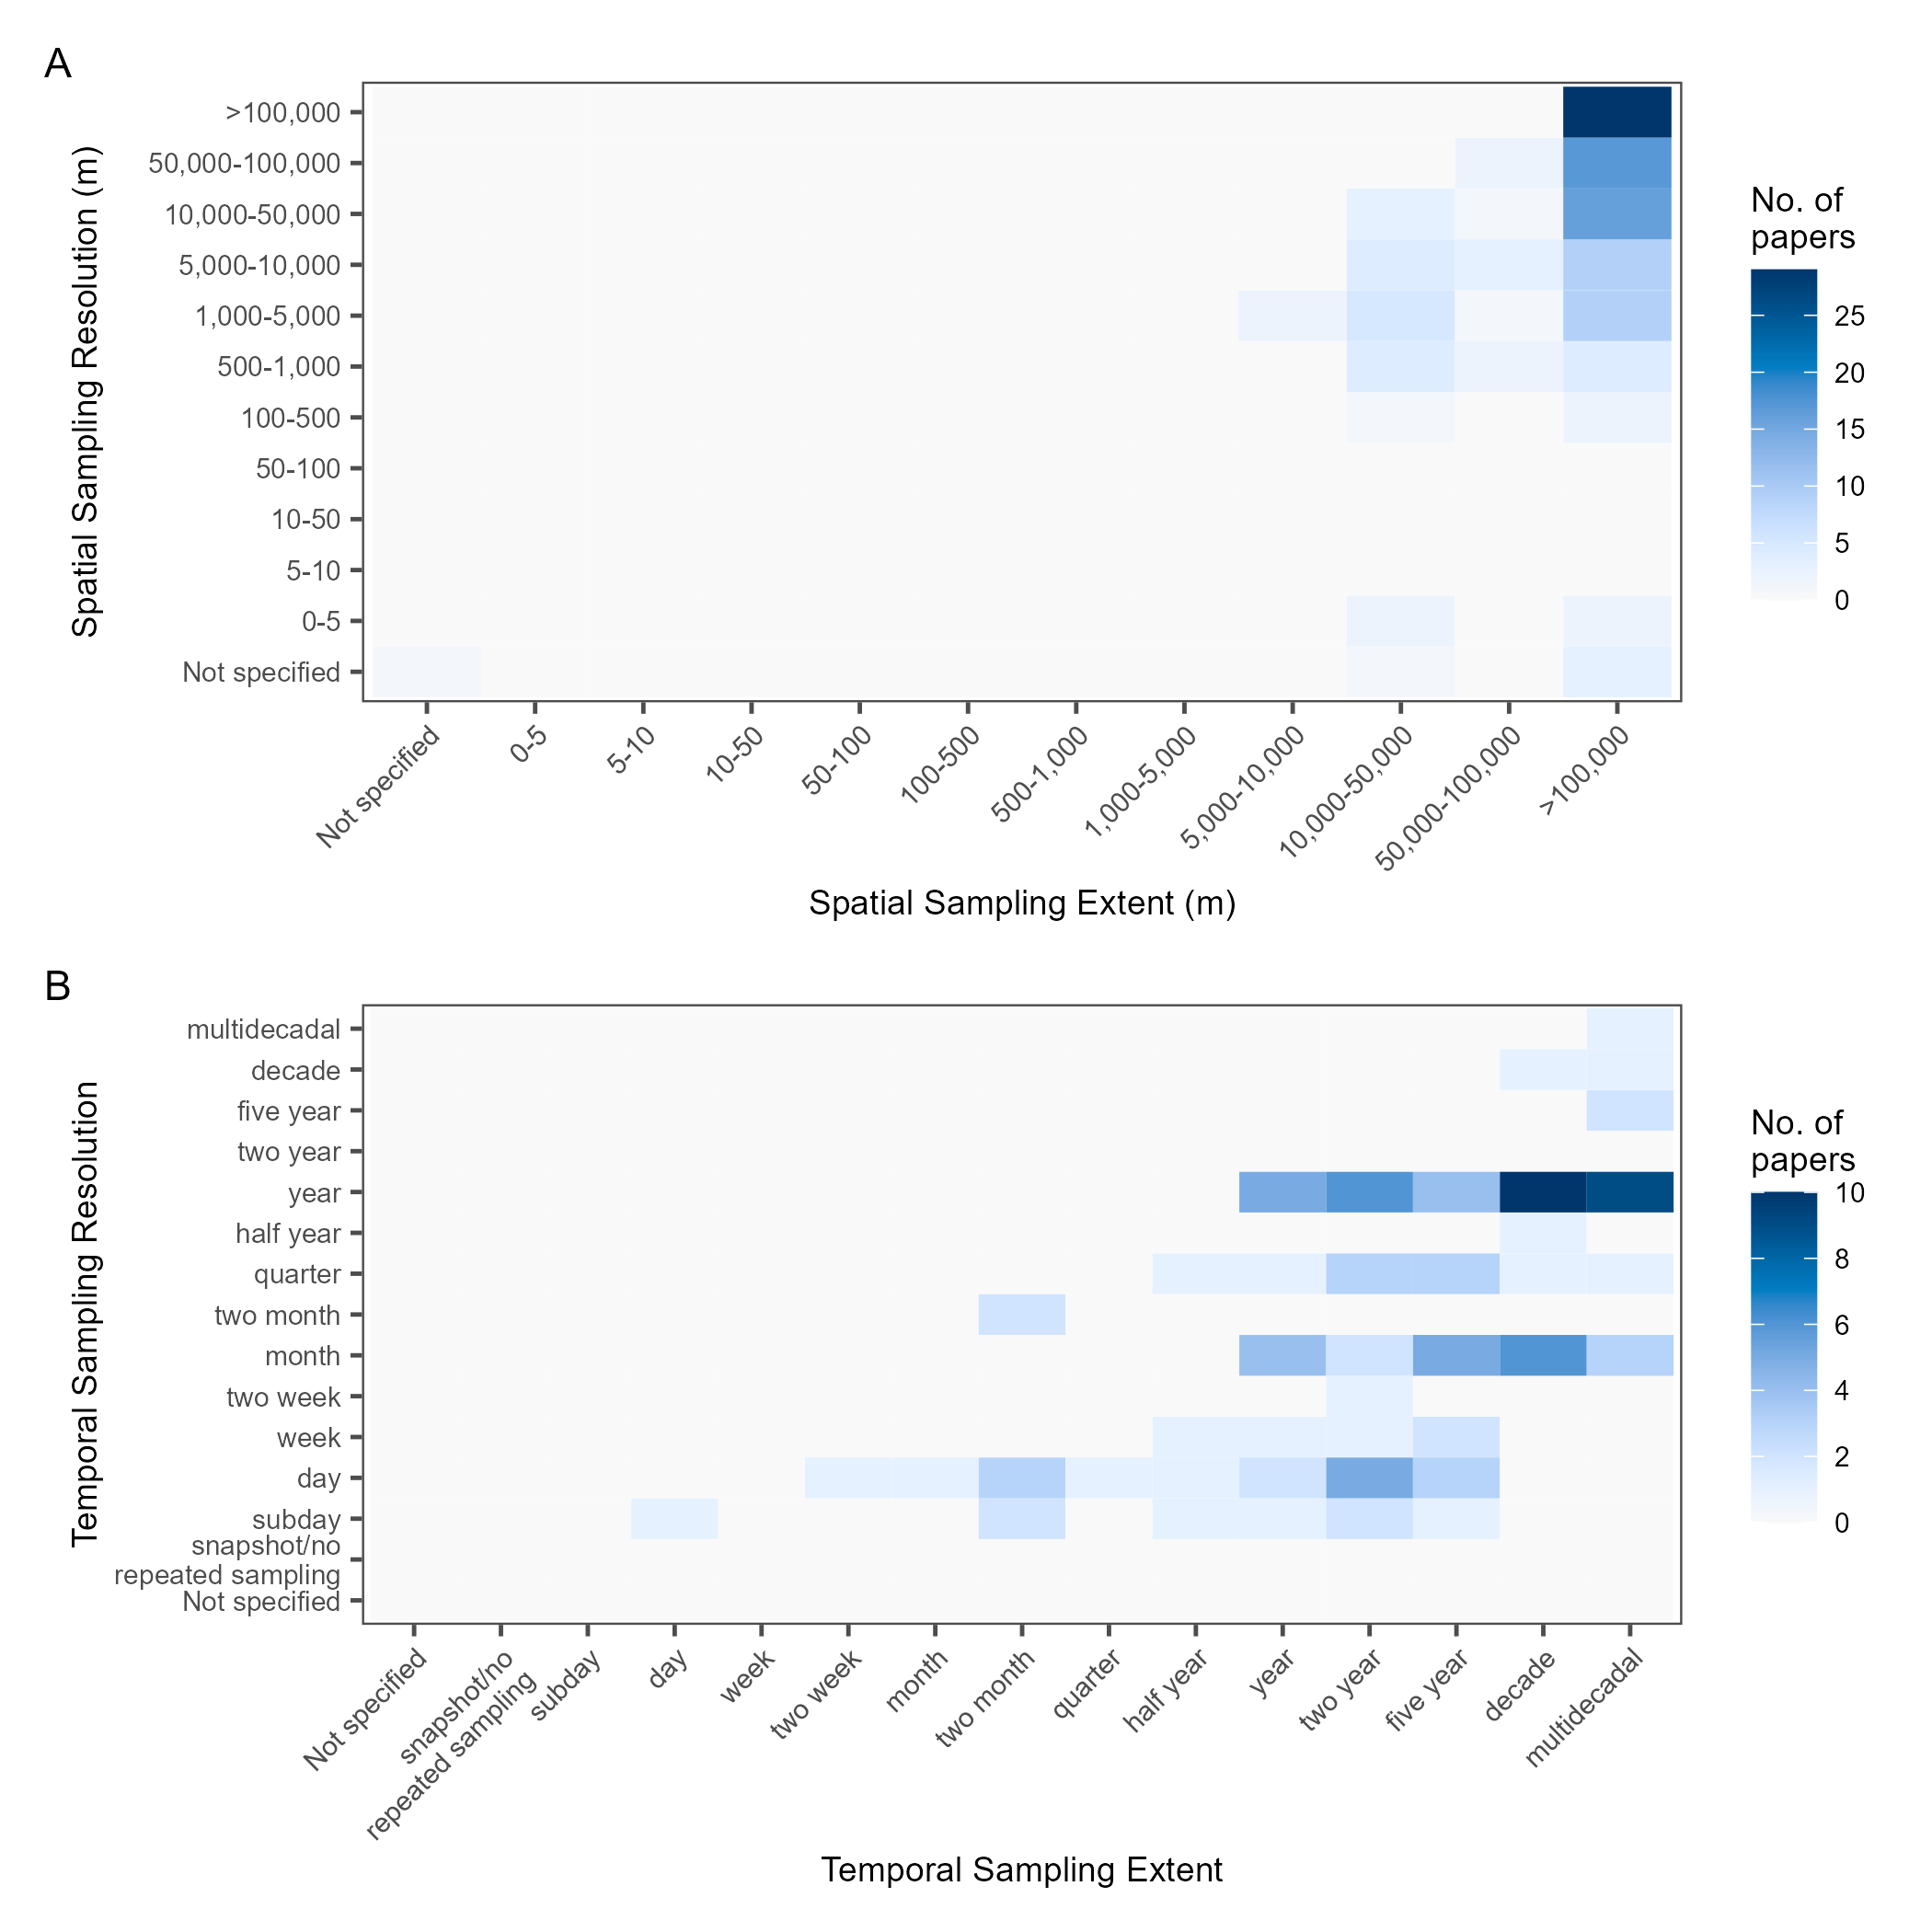 A
Spatial Sampling Resolution (m)
>100,000
50,000-100,000
10,000-50,000
5,000-10,000
1,000-5,000
500-1,000
100-500
50-100
10-50
5-10
0-5
Not specified
Not specified
0-5
5-10
10-50
50-100
100-500
500-1,000
1,000-5,000
5,000-10,000
10,000-50,000
50,000-100,000
>100,000
Spatial Sampling Extent (m)
No. of
papers
25
20
15
10
5
0
B
Temporal Sampling Resolution
multidecadal
decade
five year
two year
year
half year
quarter
two month
month
two week
week
day
subday
snapshot/no
repeated sampling
Not specified
Not specified
snapshot/no
repeated sampling
subday
day
week
two week
month
two month
quarter
half year
year
two year
five year
decade
multidecadal
Temporal Sampling Extent
No. of
papers
10
8
6
4
2
0